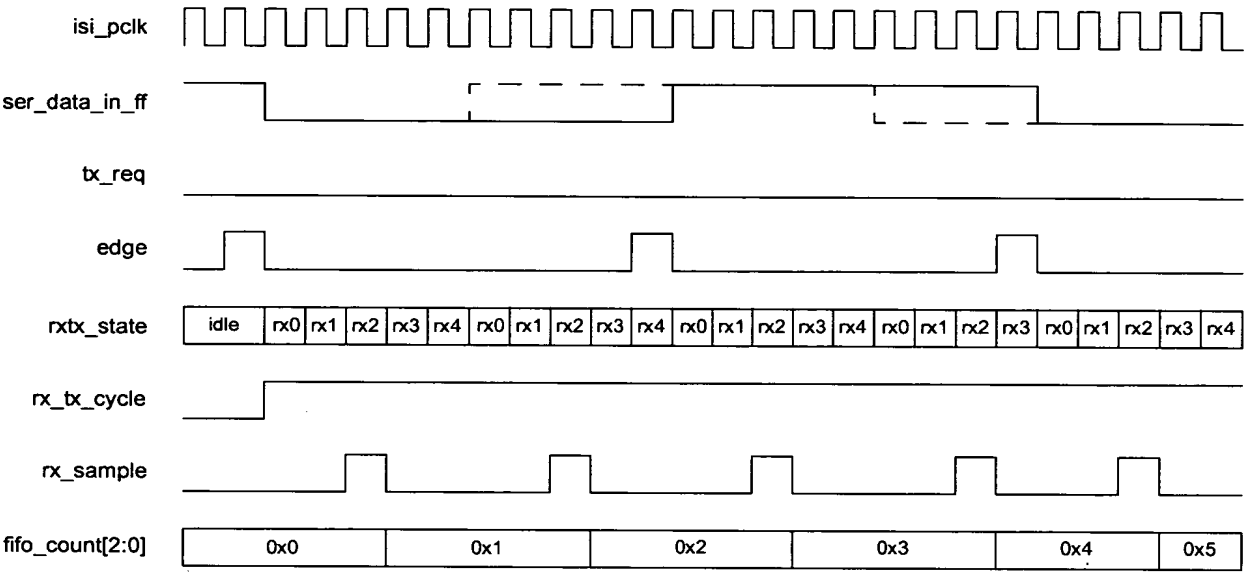 isi_pclk
ser_data_in_ff
tx_req
edge
rxtx_state idle rx0 rx1 rx2 rx3 rx4 rx0 rx1 rx2 rx3 rx4 rx0 rx1 rx2 rx3 rx4 rx0 rx1 rx2 rx3 rx0 rx1 rx2 rx3 rx4
rx_tx_cycle
rx_sample
fifo_count[2:0] 0x0 0x1 0x2 0x3 0x4 0x5